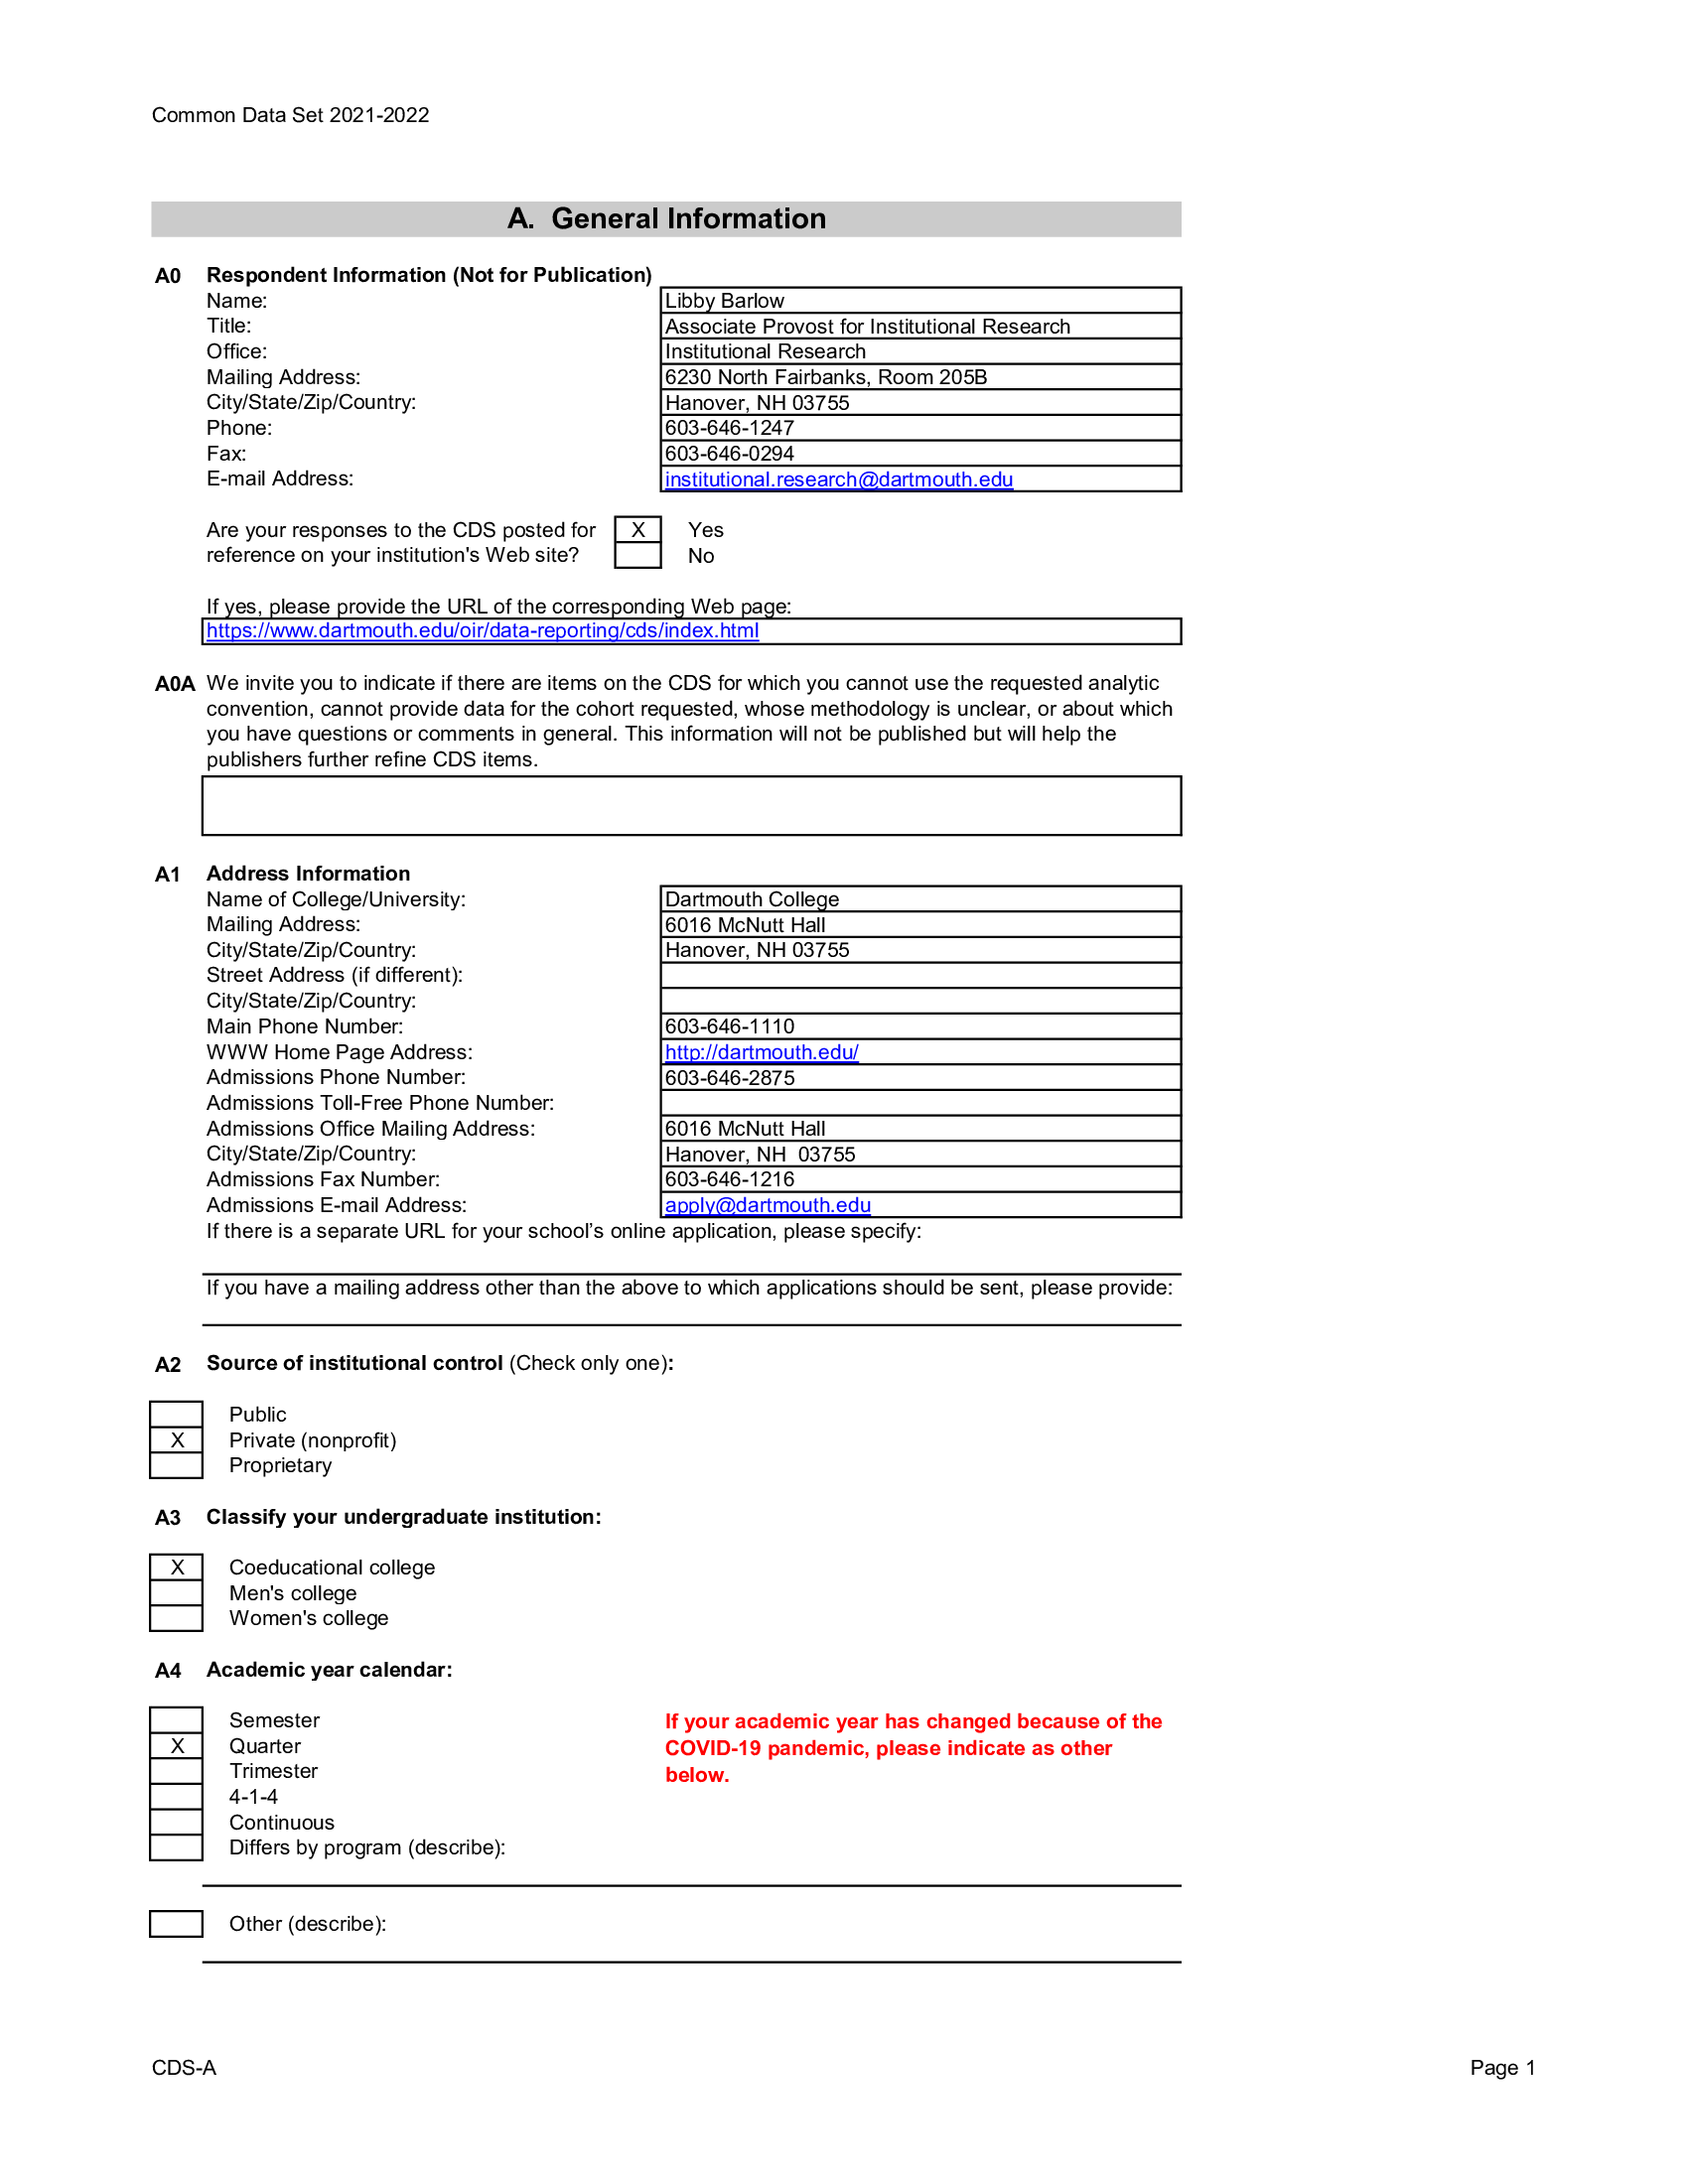 Common Data Set 2021-2022
A. General Information
A0 Respondent Information (Not for Publication)
Name: Libby Barlow
Title: Associate Provost for Institutional Research
Office: Institutional Research
Mailing Address: 6230 North Fairbanks, Room 205B
City/State/Zip/Country: Hanover, NH 03755
Phone: 603-646-1247
Fax: 603-646-0294
E-mail Address: institutional.research@dartmouth.edu
Are your responses to the CDS posted for X Yes
reference on your institution's Web site? No
If yes, please provide the URL of the corresponding Web page:
https://www.dartmouth.edu/oir/data-reporting/cds/index.html
A0A We invite you to indicate if there are items on the CDS for which you cannot use the requested analytic
convention, cannot provide data for the cohort requested, whose methodology is unclear, or about which
you have questions or comments in general. This information will not be published but will help the
publishers further refine CDS items.
A1 Address Information
Name of College/University: Dartmouth College
Mailing Address: 6016 McNutt Hall
City/State/Zip/Country: Hanover, NH 03755
Street Address (if different):
City/State/Zip/Country:
Main Phone Number: 603-646-1110
WWW Home Page Address: http://dartmouth.edu/
Admissions Phone Number: 603-646-2875
Admissions Toll-Free Phone Number:
Admissions Office Mailing Address: 6016 McNutt Hall
City/State/Zip/Country: Hanover, NH  03755
Admissions Fax Number: 603-646-1216
Admissions E-mail Address: apply@dartmouth.edu
If there is a separate URL for your school’s online application, please specify:
If you have a mailing address other than the above to which applications should be sent, please provide:
A2 Source of institutional control (Check only one):
Public
X Private (nonprofit)
Proprietary
A3 Classify your undergraduate institution:
X Coeducational college
Men's college
Women's college
A4 Academic year calendar:
Semester
X Quarter
Trimester
4-1-4
Continuous
Differs by program (describe):
If your academic year has changed because of the
COVID-19 pandemic, please indicate as other
below.
Other (describe):
CDS-A Page 1